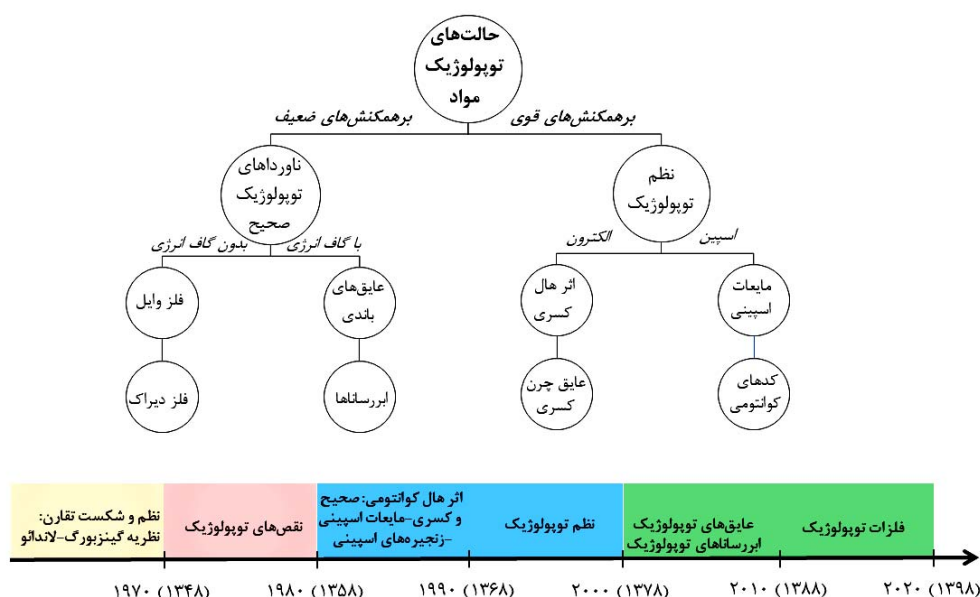 حالت‌های
توپولوژیک
مواد
برهمکنش‌های قوی
برهمکنش‌های ضعیف
نظم
توپولوژیک
ناورداهای
توپولوژیک
صحیح
اسپین
الکترون
با گاف انرژی
بدون گاف انرژی
مایعات
اسپینی
اثر هال
کسری
عایق‌های
باندی
فلز وایل
کدهای
کوانتومی
عایق چرن
کسری
ابررساناها
فلز دیراک
نظم و شکست تقارن:
نظریه گینزبورگ-لاندائو
نقص‌های توپولوژیک
اثر هال کوانتومی: صحیح
و کسری-مایعات اسپینی
-زنجیره‌های اسپینی
نظم توپولوژیک
عایق‌های توپولوژیک
ابررساناهای توپولوژیک
فلزات توپولوژیک
۱۹۷۰ (۱۳۴۸)
۱۹۸۰ (۱۳۵۸)
۱۹۹۰ (۱۳۶۸)
۲۰۰۰ (۱۳۷۸)
۲۰۱۰ (۱۳۸۸)
۲۰۲۰ (۱۳۹۸)